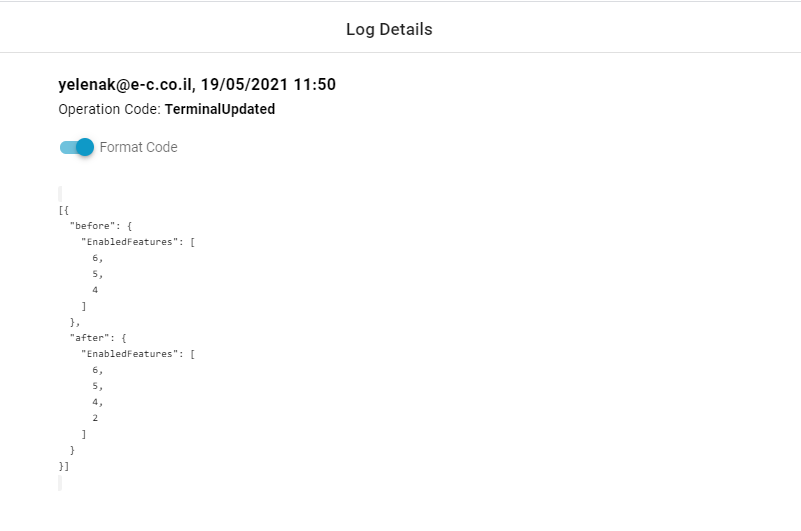 Log Details
yelenak@e-c.co.il, 19/05/2021 11:50
Operation Code: TerminalUpdated
Format Code
[{
  "before": {
    "EnabledFeatures": [
      6,
      5,
      4
    ]
  },
  "after": {
    "EnabledFeatures": [
      6,
      5,
      4,
      2
    ]
  }
}]